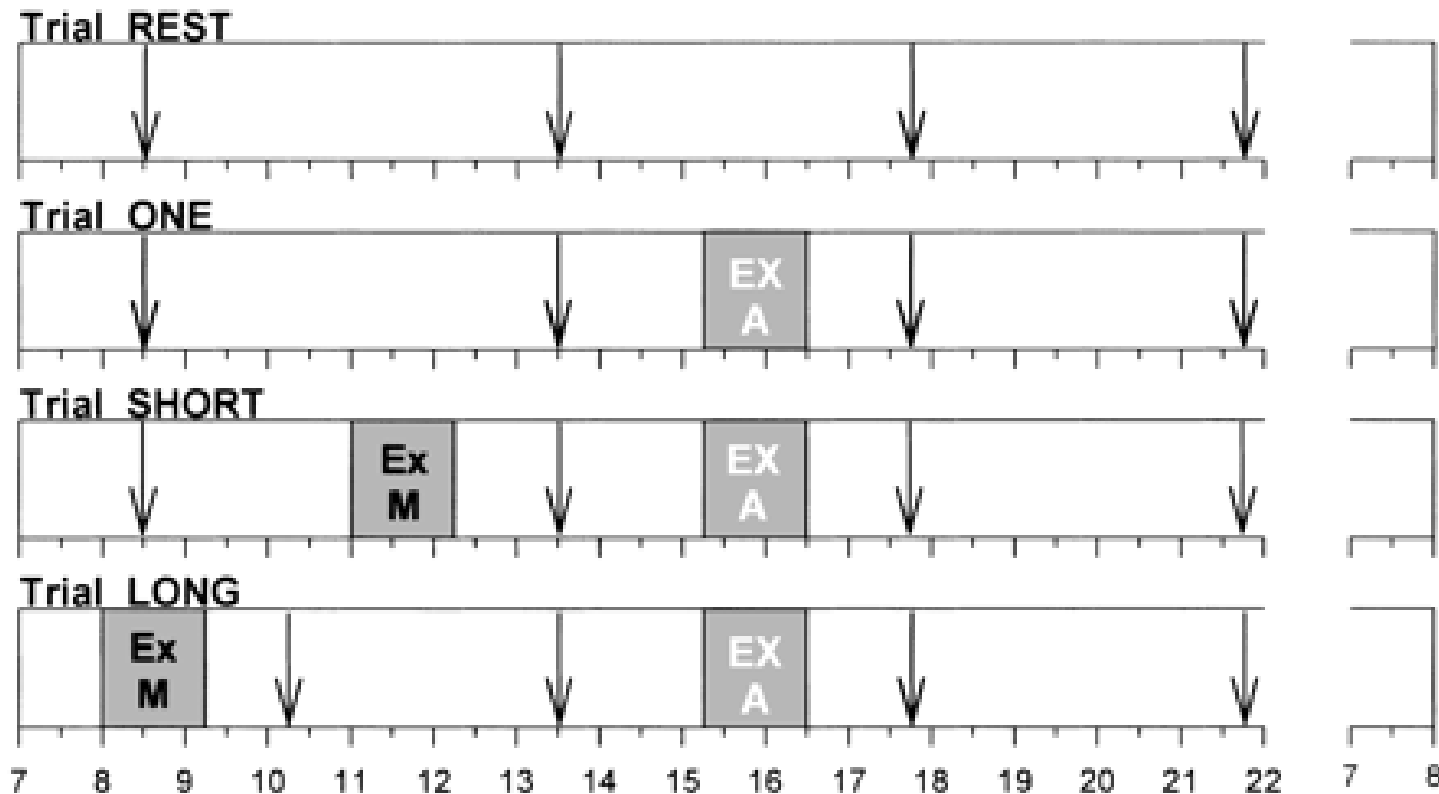 Trial REST
Trial ONE
EX
A
Trial SHORT
Ex
M
EX
A
Trial LONG
Ex
M
EX
A
7 8 9 10 11 12 13 14 15 16 17 18 19 20 21 22 7 8